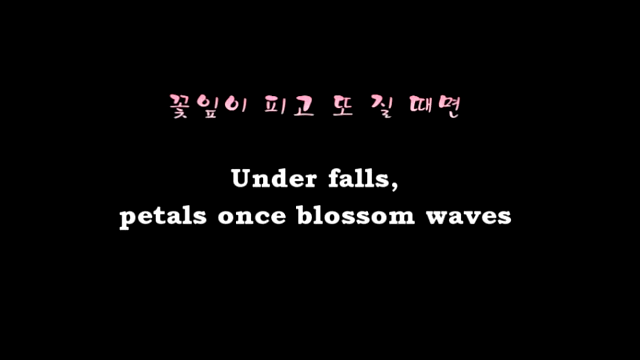 꽃잎이 피고 또 질 때면
Under falls,
petals once blossom waves